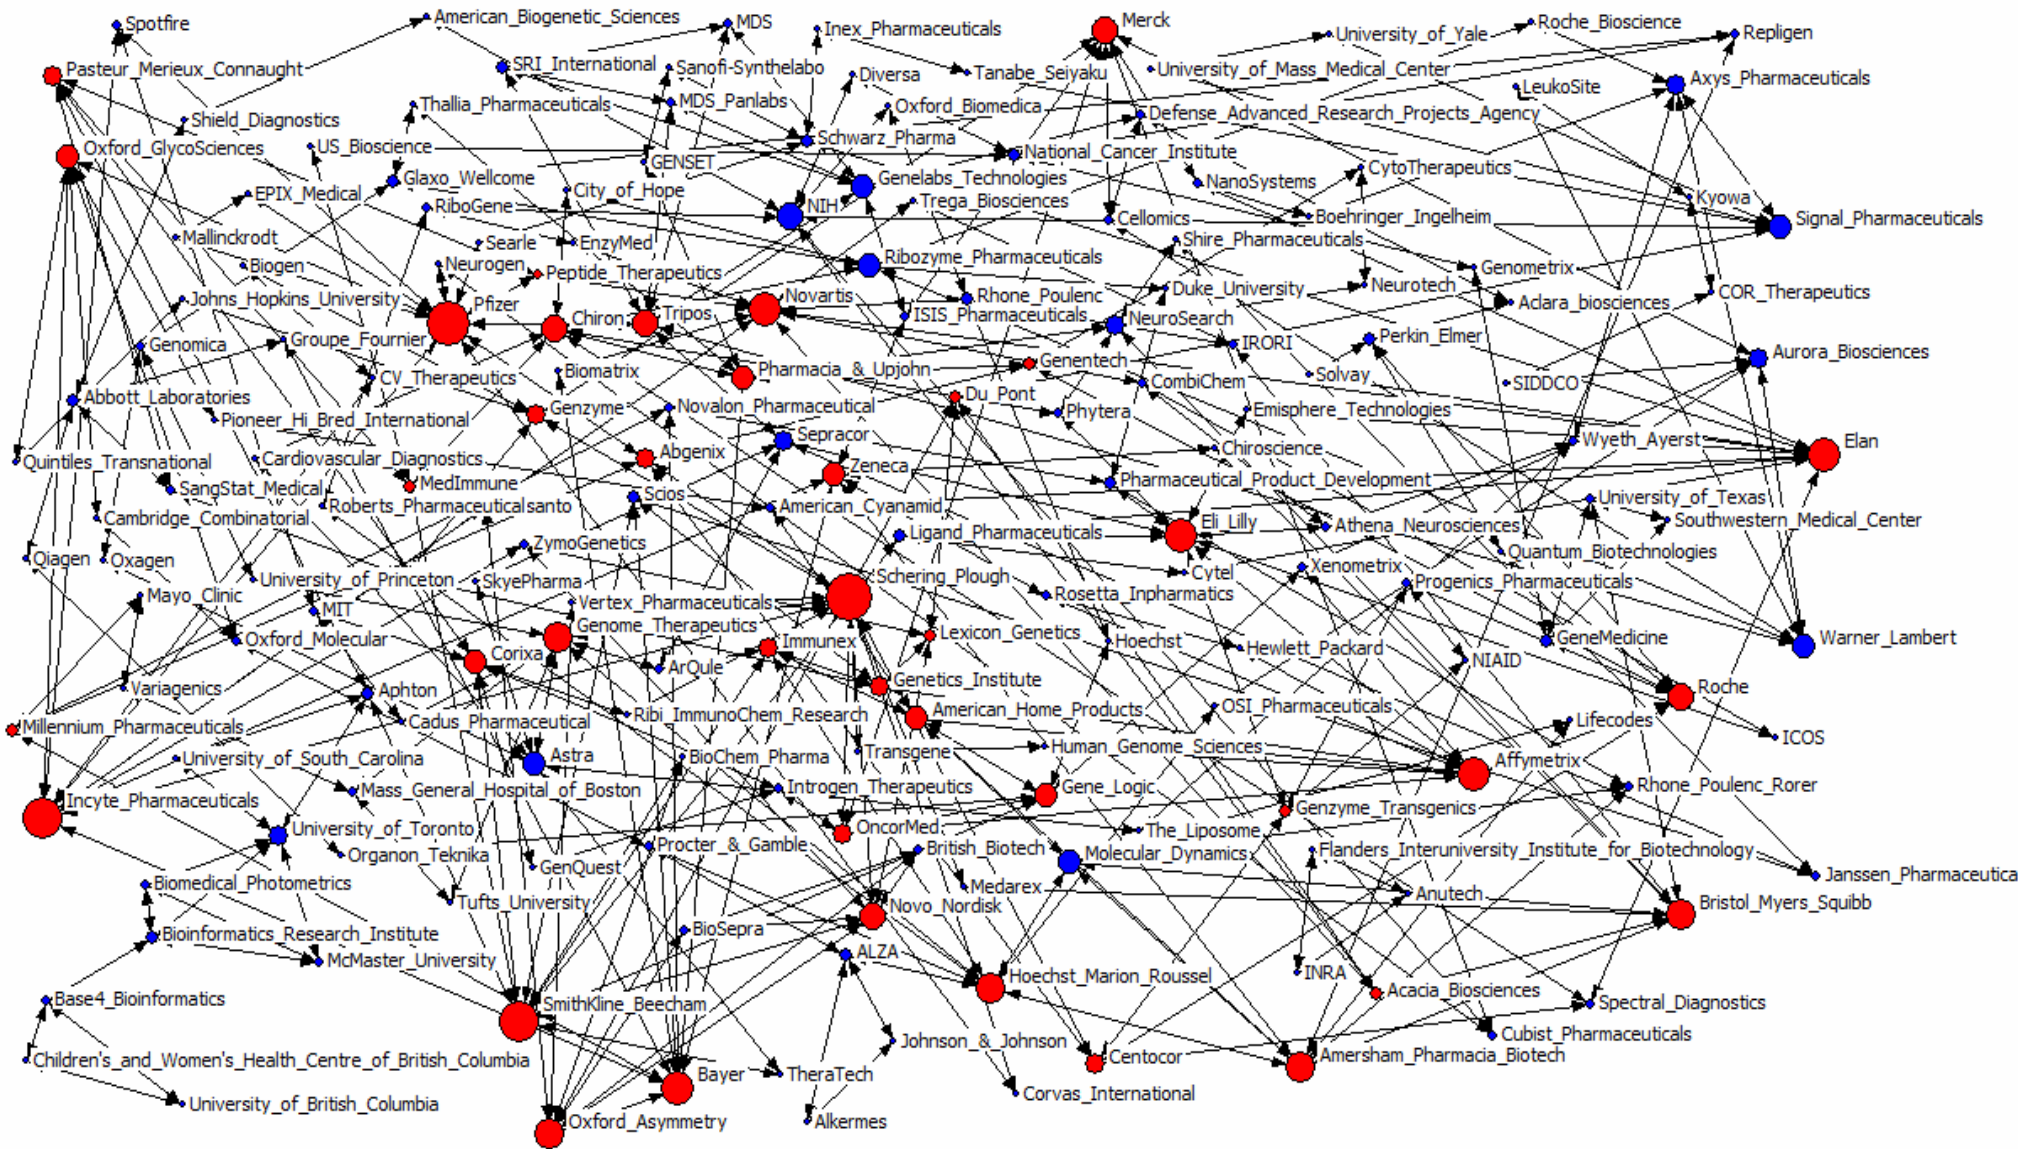 Spotfire
American_Biogenetic_Sciences
MDS
Inex_Pharmaceuticals
Merck
University_of_Yale
Roche_Bioscience
Repligen
Pasteur_Merieux_Connaught
SRI_International
Sanofi-Synthelabo
Diversa
Tanabe_Seiyaku
University_of_Mass_Medical_Center
LeukoSite
Axys_Pharmaceuticals
Thallia_Pharmaceuticals
MDS_Panlabs
Oxford_Biomedica
Defense_Advanced_Research_Projects_Agency
Shield_Diagnostics
Oxford_GlycoSciences
US_Bioscience
GENSET
Schwarz_Pharma
National_Cancer_Institute
CytoTherapeutics
Glaxo_Wellcome
Genelabs_Technologies
NanoSystems
EPIX_Medical
City_of_Hope
RiboGene
NIH
Trega_Biosciences
Cellomics
Boehringer_Ingelheim
Kyowa
Signal_Pharmaceuticals
Mallinckrodt
Searle
EnzyMed
Shire_Pharmaceuticals
Biogen
Neurogen
Peptide_Therapeutics
Ribozyme_Pharmaceuticals
Genometrix
Johns_Hopkins_University
Pfizer
Chiron
Tripos
Novartis
Rhone_Poulenc
ISIS_Pharmaceuticals
Duke_University
Neurotech
Aclara_biosciences
COR_Therapeutics
Genomica
Groupe_Fournier
NeuroSearch
IRORI
Perkin_Elmer
Aurora_Biosciences
CV_Therapeutics
Biomatrix
Pharmacia_&_Upjohn
Genentech
CombiChem
Solvay
SIDDCO
Abbott_Laboratories
Pioneer_Hi_Bred_International
Genzyme
Novalon_Pharmaceutical
Du_Pont
Phytera
Emisphere_Technologies
Quintiles_Transnational
Cardiovascular_Diagnostics
Abgenix
Sepracor
Zeneca
Chiroscience
Wyeth_Ayerst
Elan
SangStat_Medical
MedImmune
Pharmaceutical_Product_Development
Cambridge_Combinatorial
Roberts_Pharmaceutical
santo
Scios
American_Cyanamid
Eli_Lilly
Athena_Neurosciences
University_of_Texas
Southwestern_Medical_Center
Qiagen
Oxagen
ZymoGenetics
Ligand_Pharmaceuticals
Quantum_Biotechnologies
University_of_Princeton
SkyePharma
Schering_Plough
Cytel
Xenometrix
Progenics_Pharmaceuticals
Mayo_Clinic
MIT
Vertex_Pharmaceuticals
Rosetta_Inpharmatics
Oxford_Molecular
Genome_Therapeutics
Immunex
Lexicon_Genetics
Hoechst
Hewlett_Packard
GeneMedicine
Warner_Lambert
Corixa
ArQule
Genetics_Institute
NIAID
Variagenics
Aphton
Roche
Millennium_Pharmaceuticals
Cadus_Pharmaceutical
Ribi_ImmunoChem_Research
American_Home_Products
OSI_Pharmaceuticals
Lifecodes
ICOS
University_of_South_Carolina
Astra
BioChem_Pharma
Transgene
Human_Genome_Sciences
Affymetrix
Incyte_Pharmaceuticals
Mass_General_Hospital_of_Boston
Introgen_Therapeutics
Gene_Logic
Genzyme_Transgenics
Rhone_Poulenc_Rorer
University_of_Toronto
OncorMed
The_Liposome
Organon_Teknika
GenQuest
Procter_&_Gamble
British_Biotech
Molecular_Dynamics
Flanders_Interuniversity_Institute_for_Biotechnology
Janssen_Pharmaceutica
Biomedical_Photometrics
Tufts_University
Medarex
Novo_Nordisk
Anutech
Bristol_Myers_Squibb
Bioinformatics_Research_Institute
BioSepra
McMaster_University
ALZA
Hoechst_Marion_Roussel
INRA
Acacia_Biosciences
Base4_Bioinformatics
SmithKline_Beecham
Spectral_Diagnostics
Children's_and_Women's_Health_Centre_of_British_Columbia
Johnson_&_Johnson
Centocor
Amersham_Pharmacia_Biotech
Cubist_Pharmaceuticals
Bayer
TheraTech
University_of_British_Columbia
Oxford_Asymmetry
Alkermes
Corvas_International